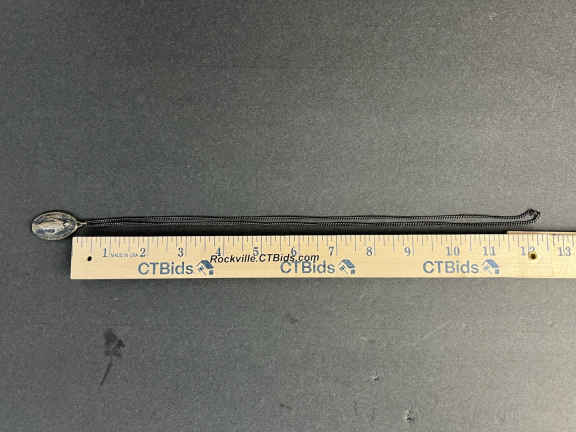 1 2 3 4 5 6 7 8 9 10 11 12 13
MADE IN USA
CTBids Rockville.CTBids.com CTBids CTBids